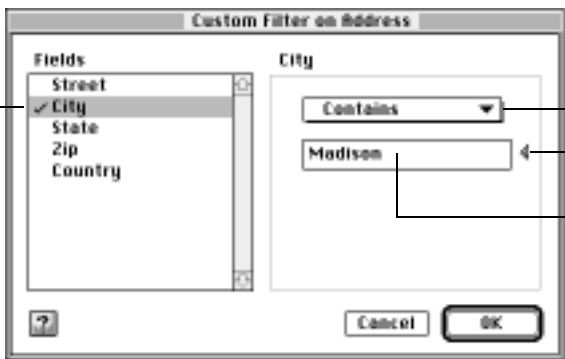 Custom Filter on Address
Fields
City
Street
✓ City
State
Zip
Country
Contains
Madison
?
Cancel
OK